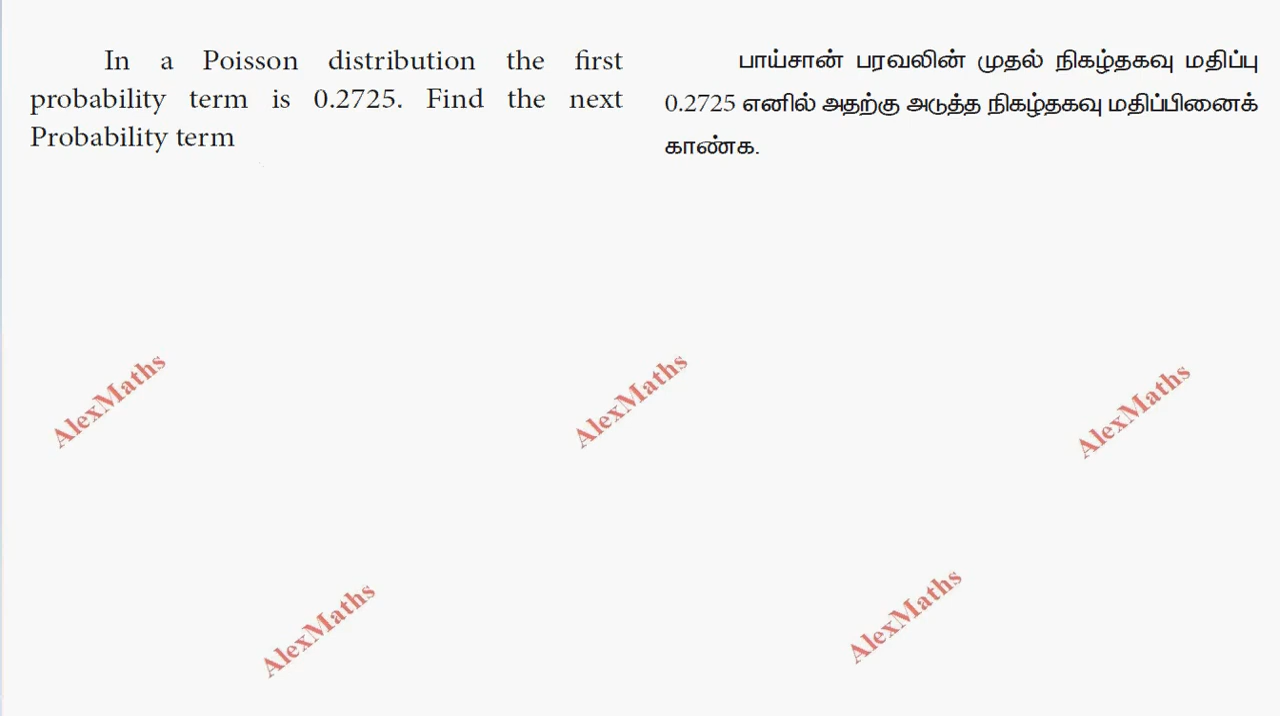 In a Poisson distribution the first
probability term is 0.2725. Find the next
Probability term
பாய்சான் பரவலின் முதல் நிகழ்தகவு மதிப்பு
0.2725 எனில் அதற்கு அடுத்த நிகழ்தகவு மதிப்பினைக்
காண்க.
AlexMaths
AlexMaths
AlexMaths
AlexMaths
AlexMaths